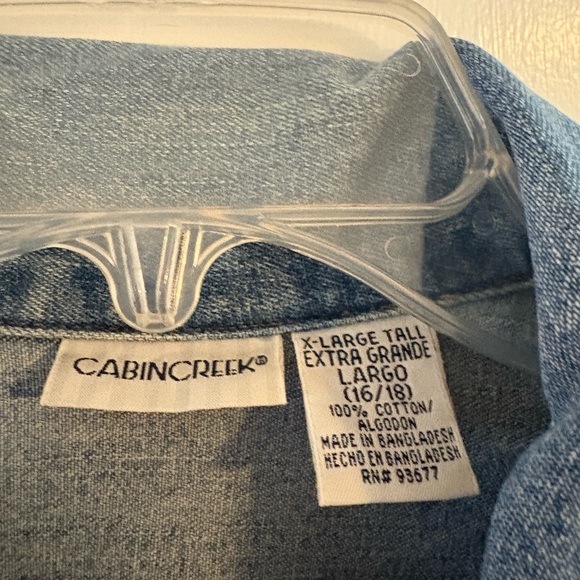 CABINCREEK®
X-LARGE TALL
EXTRA GRANDE
LARGO
(16/18)
100% COTTON/
ALGODON
MADE IN BANGLADESH
HECHO EN BANGLADESH
RN# 93677